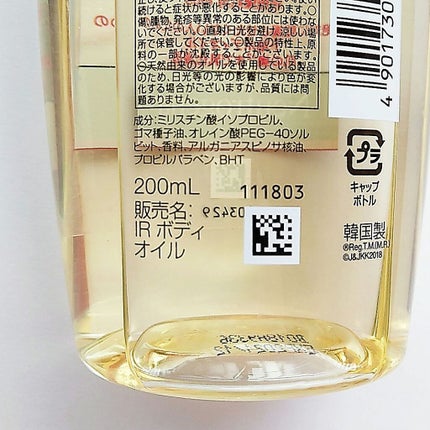 続けると症状が悪化することがあります。
傷、腫物、発疹等異常のある部位には使わな
いでください。○直射日光を避け、涼しい場
所で保管してください。○製品の特性上、原
料の一部が沈殿することがございます。
○天然由来のオイルを使用している製品
のため、日光等の光の影響により色が変
化する場合がございますが、品質には問
題ありません。
成分:ミリスチン酸イソプロピル、
ゴマ種子油、オレイン酸PEG-40ソル
ビット、香料、アルガニアスピノサ核油、
プロピルパラベン、BHT
200mL
111803
販売名:
IR ボディ
オイル
03429
4 901730
プラ
キャップ
ボトル
韓国製
®Reg.T.M.(M.R.
©J&JKK2018